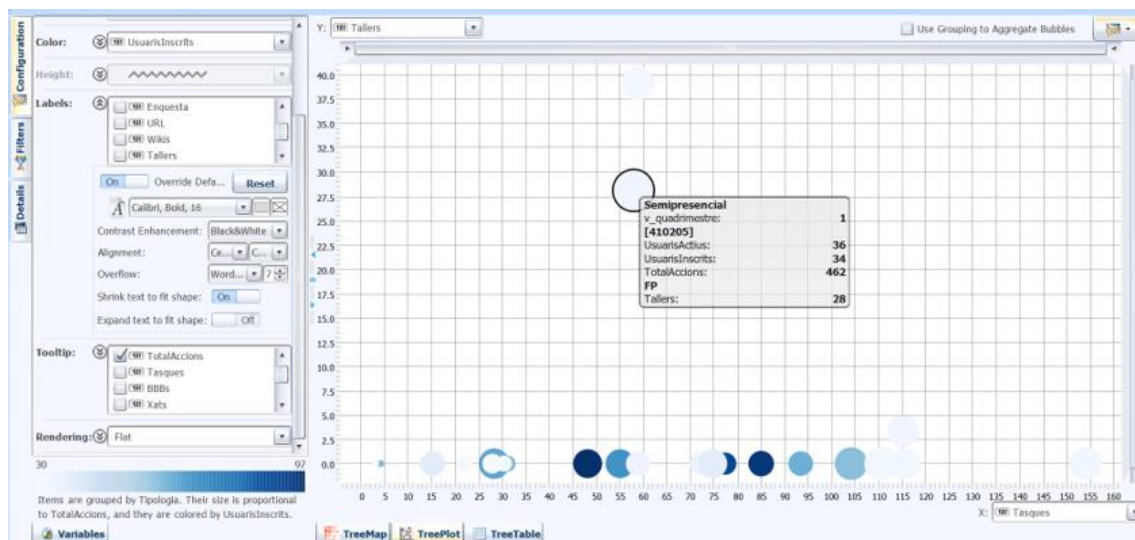 Configuration
Filters
Details
Color:
UsuarisInscrits
Height:
Labels:
Enquesta
URL
Wikis
Tallers
On
Override Defa...
Reset
Calibri, Bold, 16
Contrast Enhancement:
Black&White
Alignment:
Ce...
C...
Overflow:
Word...
7
Shrink text to fit shape:
On
Expand text to fit shape:
Off
Tooltip:
TotalAccions
Tasques
BBBs
Xats
Rendering:
Flat
30
97
Items are grouped by Tipologia. Their size is proportional
to TotalAccions, and they are colored by UsuarisInscrits.
Variables
Y:
Tallers
Use Grouping to Aggregate Bubbles
40.0
37.5
35.0
32.5
30.0
27.5
25.0
22.5
20.0
17.5
15.0
12.5
10.0
7.5
5.0
2.5
0.0
Semipresencial
v_quadrimestre: 1
[410205]
UsuarisActius: 36
UsuarisInscrits: 34
TotalAccions: 462
FP
Tallers: 28
0 5 10 15 20 25 30 35 40 45 50 55 60 65 70 75 80 85 90 95 100 105 110 115 120 125 130 135 140 145 150 155 160
X:
Tasques
TreeMap
TreePlot
TreeTable